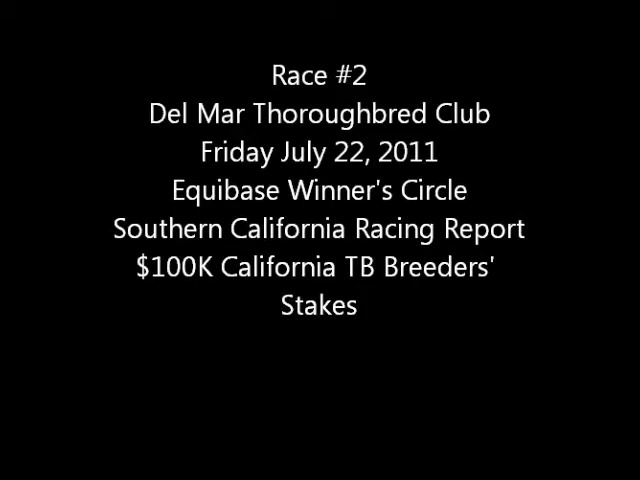 Race #2
Del Mar Thoroughbred Club
Friday July 22, 2011
Equibase Winner's Circle
Southern California Racing Report
$100K California TB Breeders'
Stakes